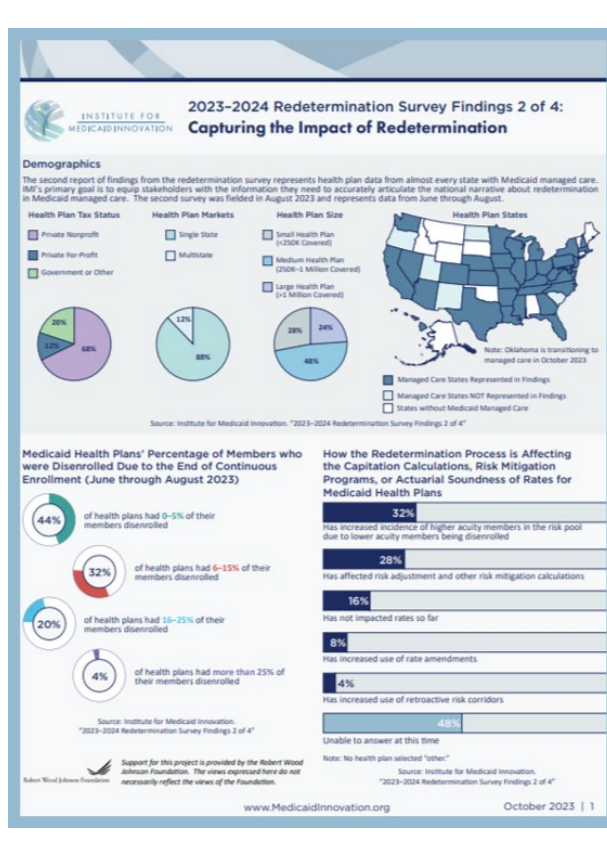 INSTITUTE FOR
MEDICAID INNOVATION
2023–2024 Redetermination Survey Findings 2 of 4:
Capturing the Impact of Redetermination
Demographics
The second report of findings from the redetermination survey represents health plan data from almost every state with Medicaid managed care.
IMI's primary goal is to equip stakeholders with the information they need to accurately articulate the national narrative about redetermination
in Medicaid managed care. The second survey was fielded in August 2023 and represents data from June through August.
Health Plan Tax Status
Private Nonprofit
Private For-Profit
Government or Other
20%
12%
68%
Health Plan Markets
Single State
Multistate
12%
88%
Health Plan Size
Small Health Plan
(<250K Covered)
Medium Health Plan
(250K–1 Million Covered)
Large Health Plan
(>1 Million Covered)
28%
24%
48%
Health Plan States
Note: Oklahoma is transitioning to
managed care in October 2023
Managed Care States Represented in Findings
Managed Care States NOT Represented in Findings
States without Medicaid Managed Care
Source: Institute for Medicaid Innovation. "2023–2024 Redetermination Survey Findings 2 of 4"
Medicaid Health Plans' Percentage of Members who
were Disenrolled Due to the End of Continuous
Enrollment (June through August 2023)
44%
of health plans had 0–5% of their
members disenrolled
32%
of health plans had 6–15% of their
members disenrolled
20%
of health plans had 16–25% of their
members disenrolled
4%
of health plans had more than 25% of
their members disenrolled
Source: Institute for Medicaid Innovation.
"2023–2024 Redetermination Survey Findings 2 of 4"
How the Redetermination Process is Affecting
the Capitation Calculations, Risk Mitigation
Programs, or Actuarial Soundness of Rates for
Medicaid Health Plans
32%
Has increased incidence of higher acuity members in the risk pool
due to lower acuity members being disenrolled
28%
Has affected risk adjustment and other risk mitigation calculations
16%
Has not impacted rates so far
8%
Has increased use of rate amendments
4%
Has increased use of retroactive risk corridors
48%
Unable to answer at this time
Note: No health plan selected "other."
Source: Institute for Medicaid Innovation.
"2023–2024 Redetermination Survey Findings 2 of 4"
Robert Wood Johnson Foundation
Support for this project is provided by the Robert Wood
Johnson Foundation. The views expressed here do not
necessarily reflect the views of the Foundation.
www.MedicaidInnovation.org
October 2023 | 1